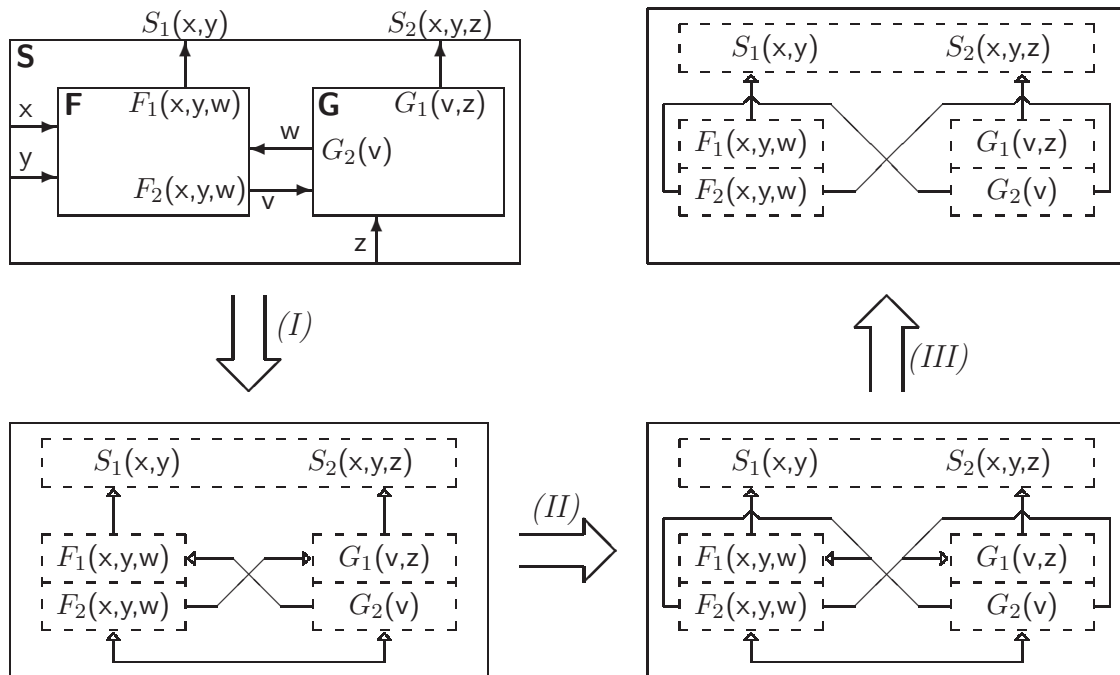 S₁(x,y) S₂(x,y,z)
S
F F₁(x,y,w) G G₁(v,z)
x
w
y G₂(v)
F₂(x,y,w)
v
z
S₁(x,y) S₂(x,y,z)
F₁(x,y,w) G₁(v,z)
F₂(x,y,w) G₂(v)
(I)
(III)
S₁(x,y) S₂(x,y,z)
F₁(x,y,w) G₁(v,z)
F₂(x,y,w) G₂(v)
(II)
S₁(x,y) S₂(x,y,z)
F₁(x,y,w) G₁(v,z)
F₂(x,y,w) G₂(v)